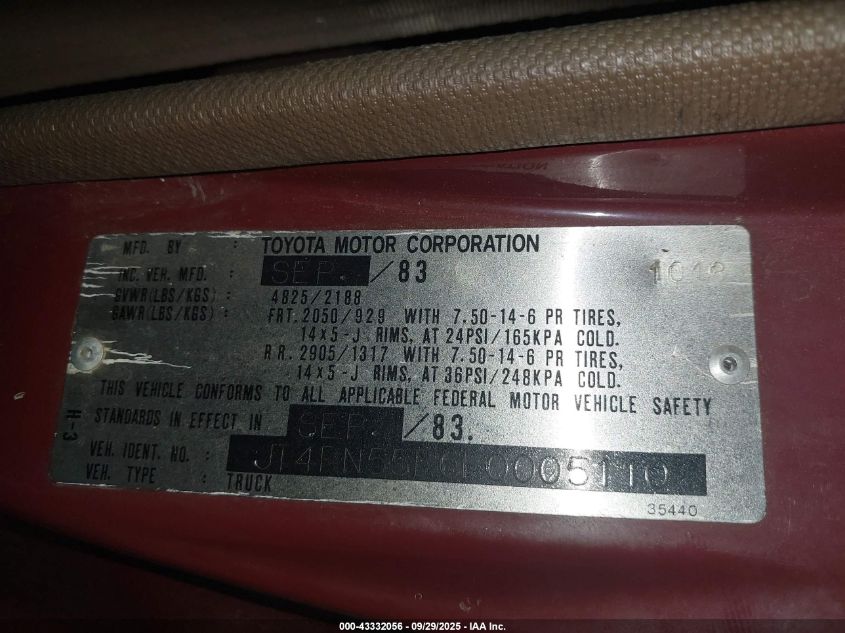 MFD. BY : TOYOTA MOTOR CORPORATION
INC. VEH. MFD. : SEP. /83 1018
GVWR(LBS/KGS) : 4825/2188
GAWR(LBS/KGS) : FRT. 2050/929 WITH 7.50-14-6 PR TIRES,
14x5-J RIMS, AT 24PSI/165KPA COLD.
RR. 2905/1317 WITH 7.50-14-6 PR TIRES,
14x5-J RIMS, AT 36PSI/248KPA COLD.
THIS VEHICLE CONFORMS TO ALL APPLICABLE FEDERAL MOTOR VEHICLE SAFETY
STANDARDS IN EFFECT IN SEP. /83.
VEH. IDENT. NO. :
VEH. TYPE : TRUCK
H-3
35440
000-43332056 - 09/29/2025 - IAA Inc.